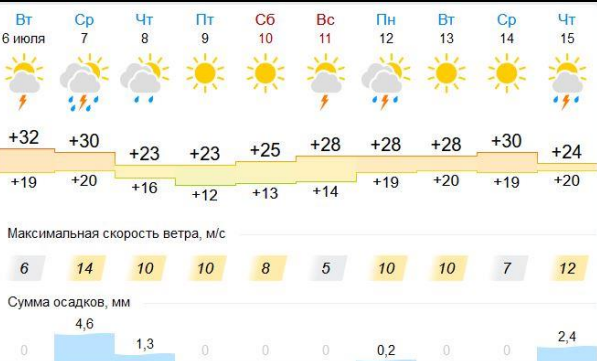 Вт Ср Чт Пт Сб Вс Пн Вт Ср Чт
6 июля 7 8 9 10 11 12 13 14 15
+32 +30 +23 +23 +25 +28 +28 +28 +30 +24
+19 +20 +16 +12 +13 +14 +19 +20 +19 +20
Максимальная скорость ветра, м/с
6 14 10 10 8 5 10 10 7 12
Сумма осадков, мм
0 4,6 1,3 0 0 0 0,2 0 0 2,4